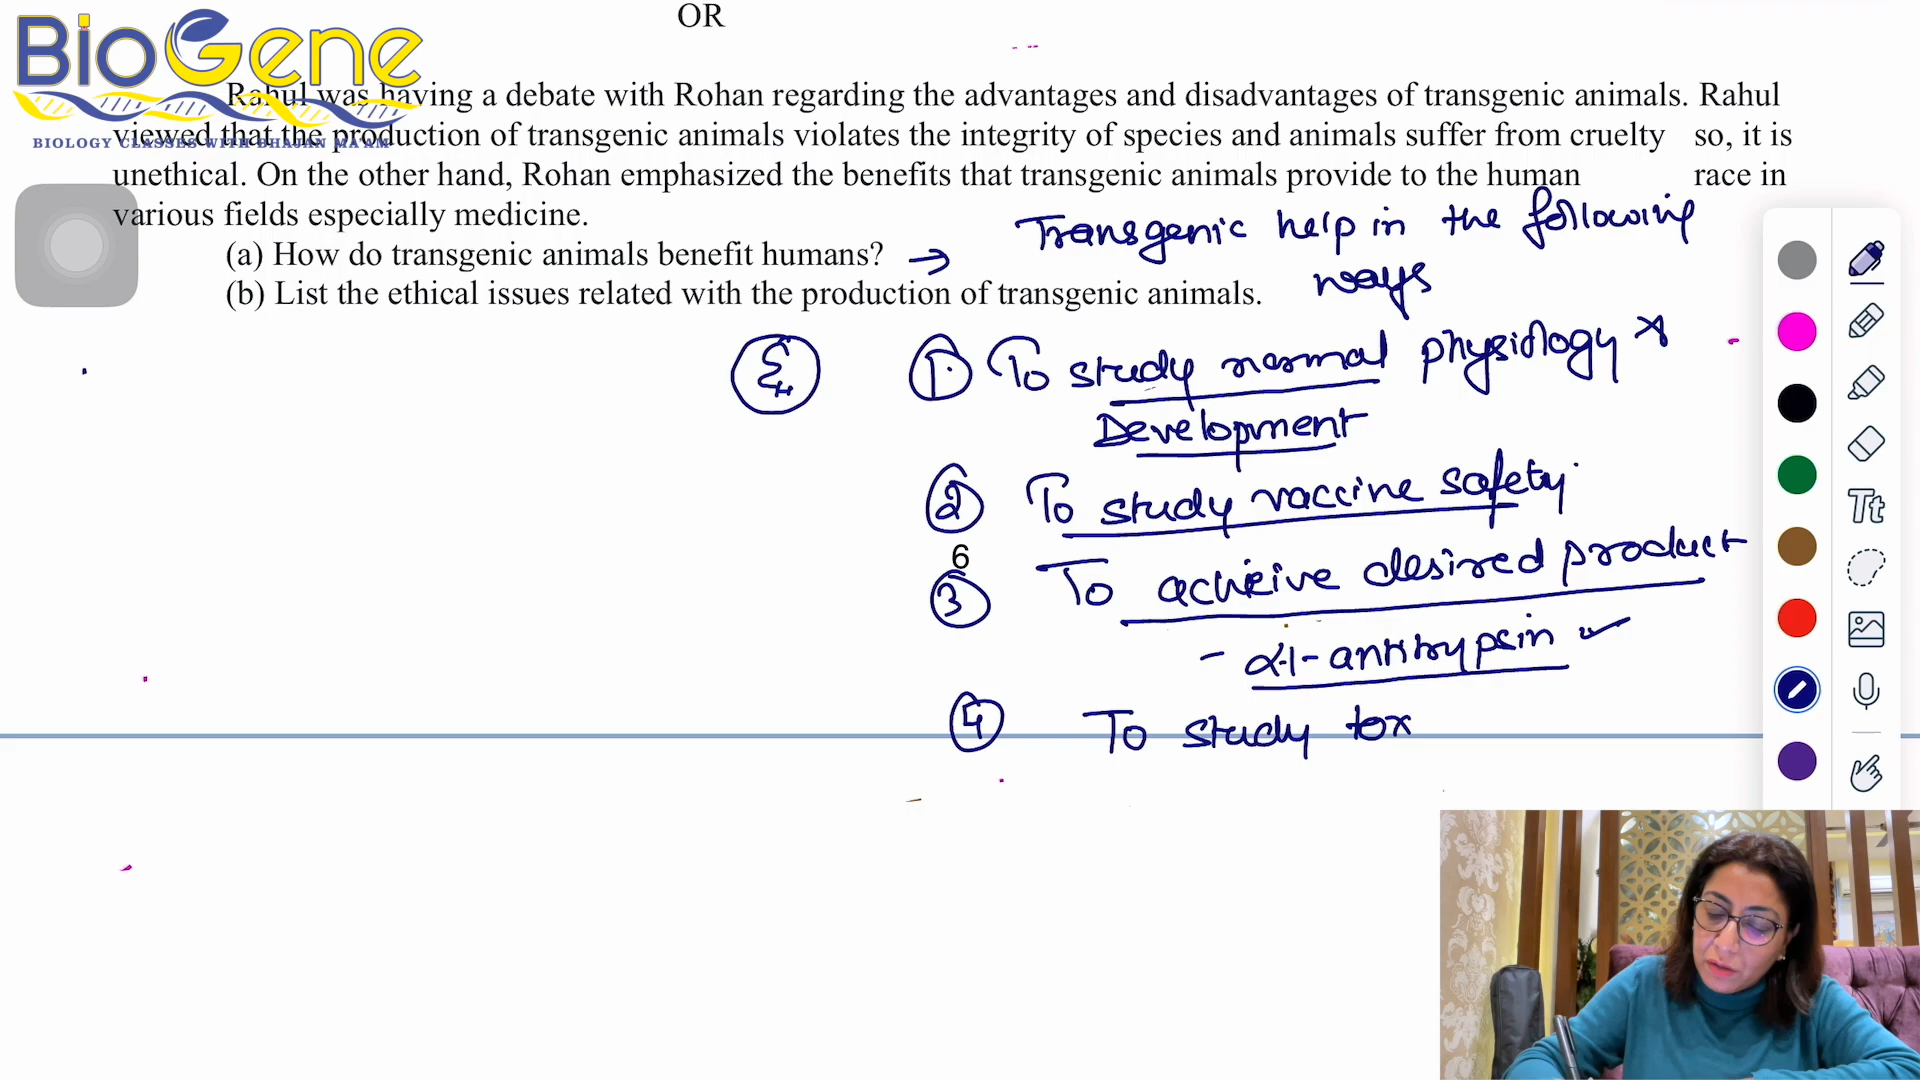 OR
BioGene
BIOLOGY CLASSES WITH BHAJAN MA'AM
Rahul was having a debate with Rohan regarding the advantages and disadvantages of transgenic animals. Rahul
viewed that the production of transgenic animals violates the integrity of species and animals suffer from cruelty so, it is
unethical. On the other hand, Rohan emphasized the benefits that transgenic animals provide to the human race in
various fields especially medicine.
(a) How do transgenic animals benefit humans? →
(b) List the ethical issues related with the production of transgenic animals.
Transgenic help in the following
ways
① To study normal physiology &
Development
② To study vaccine safety
6
③ To acheive desired product
- α-1-antitrypsin ✓
④ To study tox
Tt